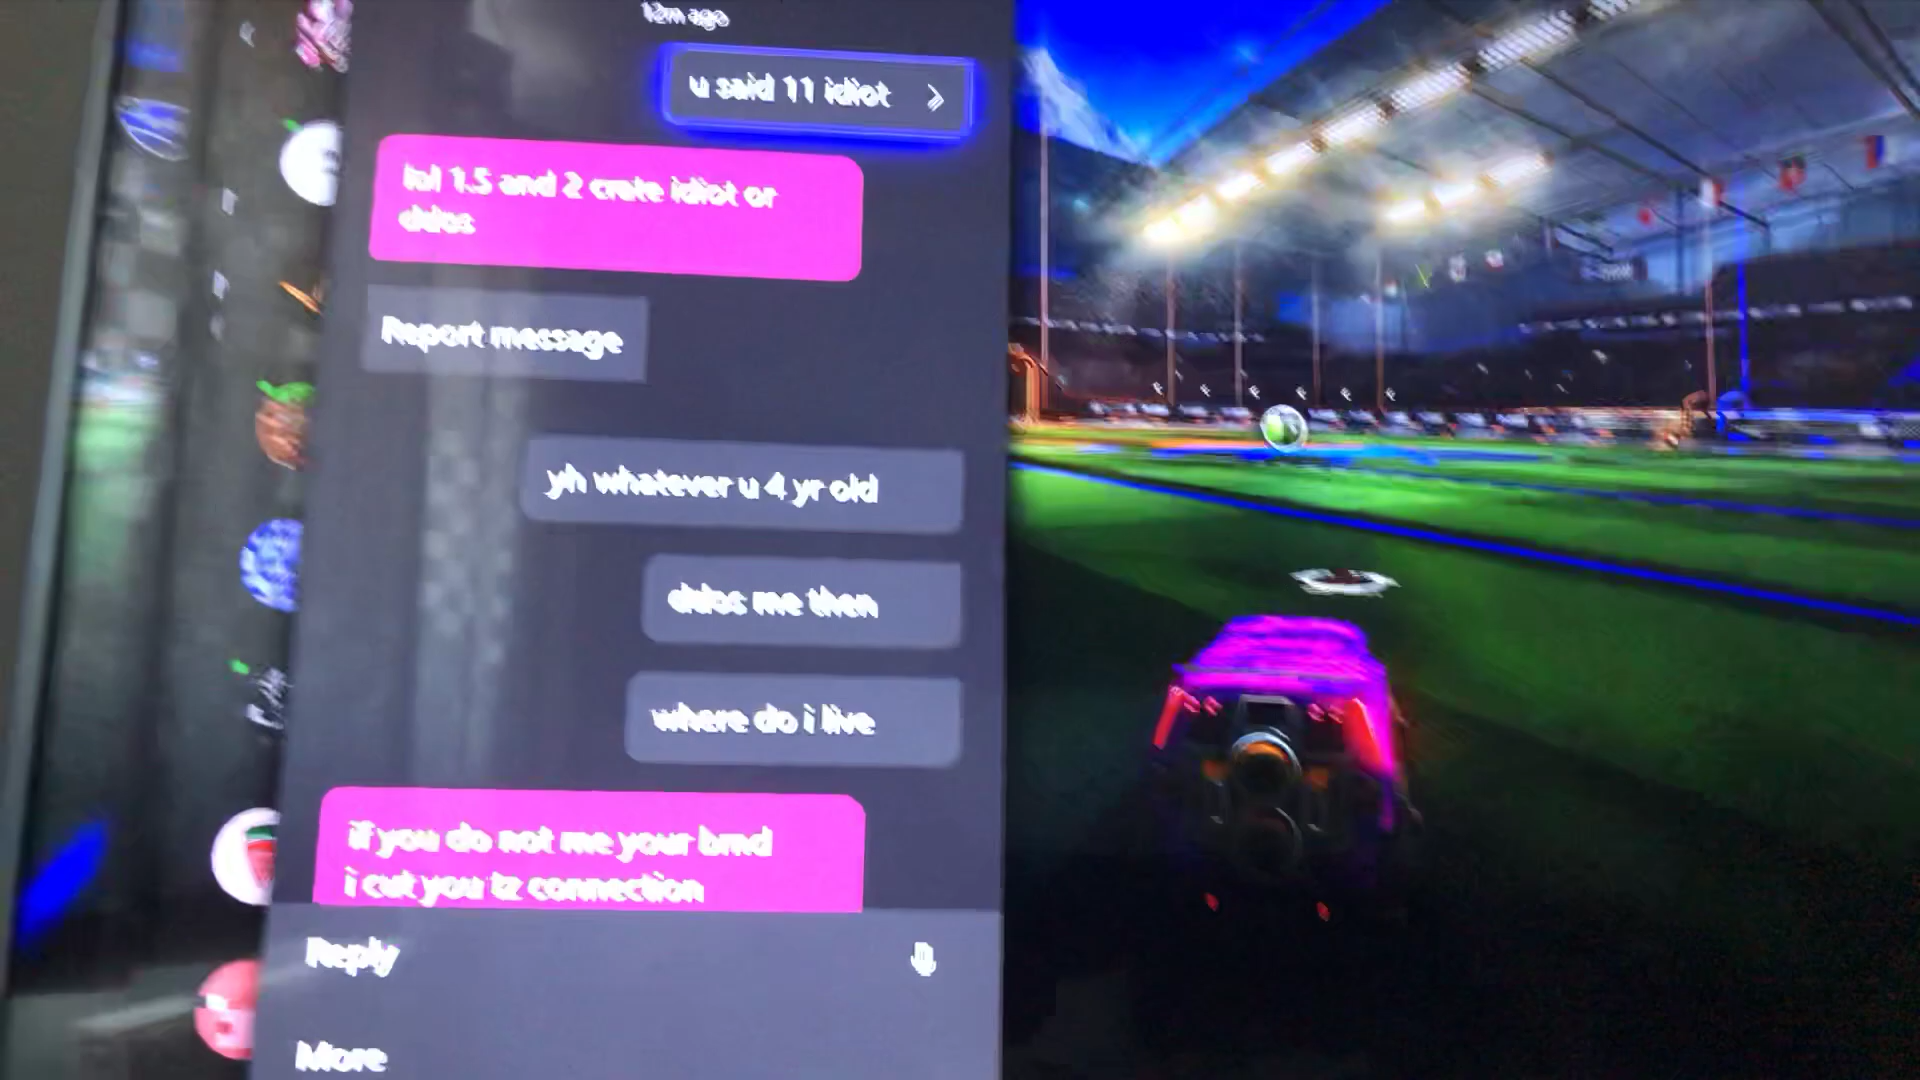 12m ago
u said 11 idiot
lol 1.5 and 2 crate idiot or
ddos
Report message
yh whatever u 4 yr old
ddos me then
where do i live
if you do not me your bmd
i cut you tz connection
Reply
More